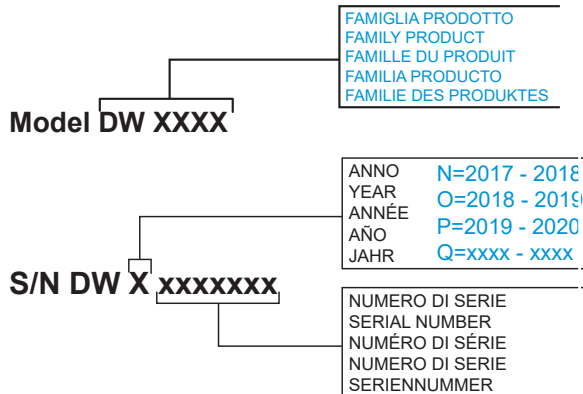 FAMIGLIA PRODOTTO
FAMILY PRODUCT
FAMILLE DU PRODUIT
FAMILIA PRODUCTO
FAMILIE DES PRODUKTES
Model DW XXXX
ANNO
YEAR
ANNÉE
AÑO
JAHR
N=2017 - 2018
O=2018 - 2019
P=2019 - 2020
Q=xxxx - xxxx
S/N DW X xxxxxxx
NUMERO DI SERIE
SERIAL NUMBER
NUMÉRO DI SÉRIE
NUMERO DI SERIE
SERIENNUMMER